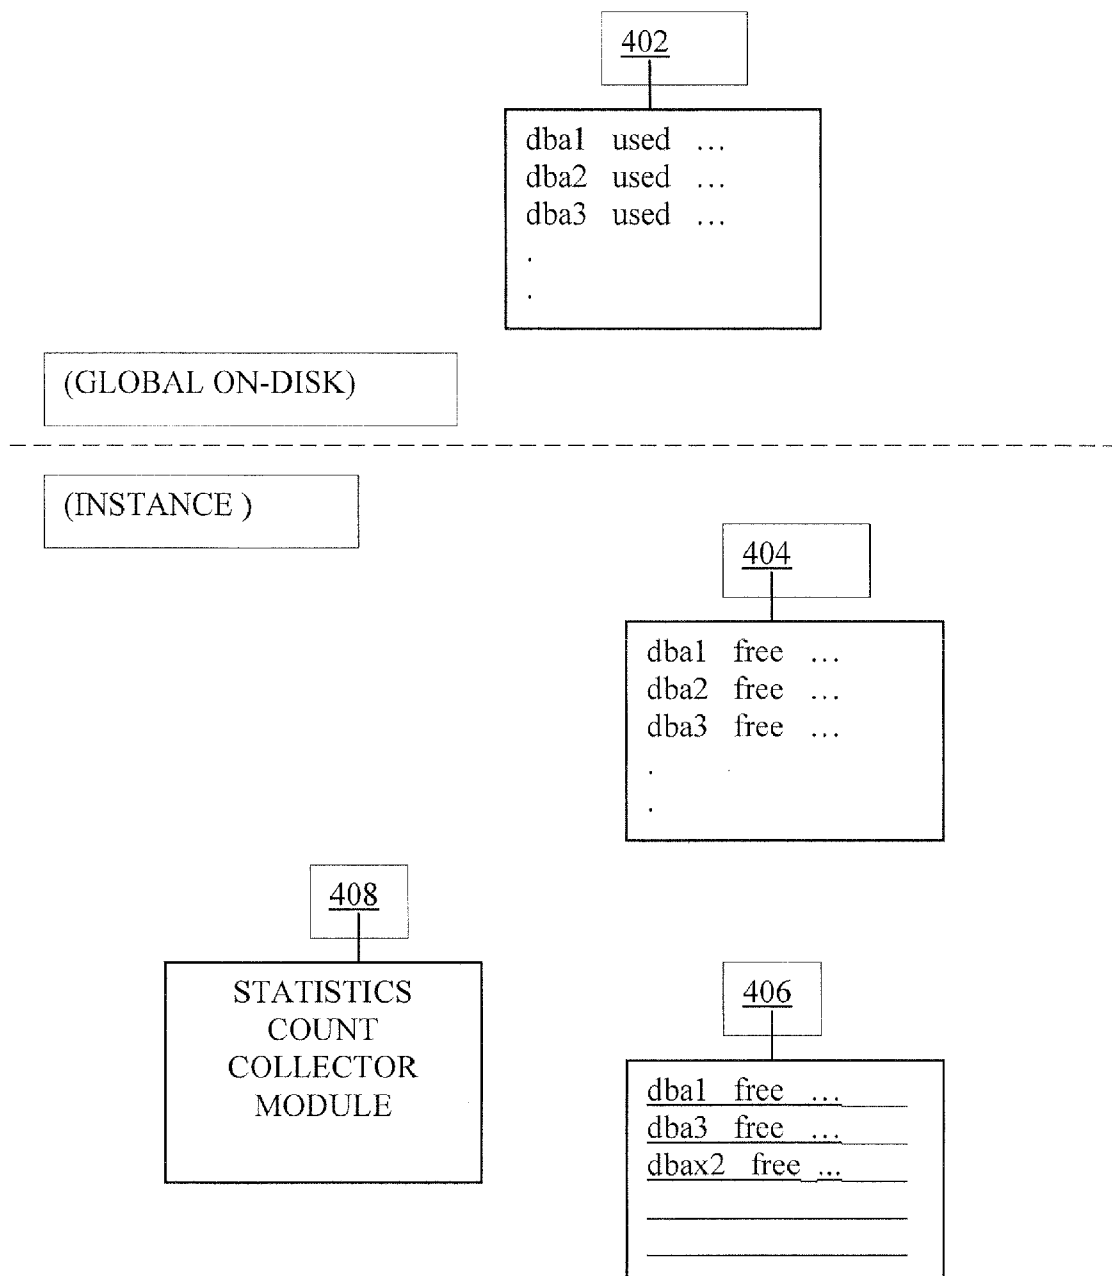 402
dba1 used ...
dba2 used ...
dba3 used ...
.
.
(GLOBAL ON-DISK)
(INSTANCE )
404
dba1 free ...
dba2 free ...
dba3 free ...
.
.
408
STATISTICS
COUNT
COLLECTOR
MODULE
406
dba1 free ...
dba3 free ...
dbax2 free ...